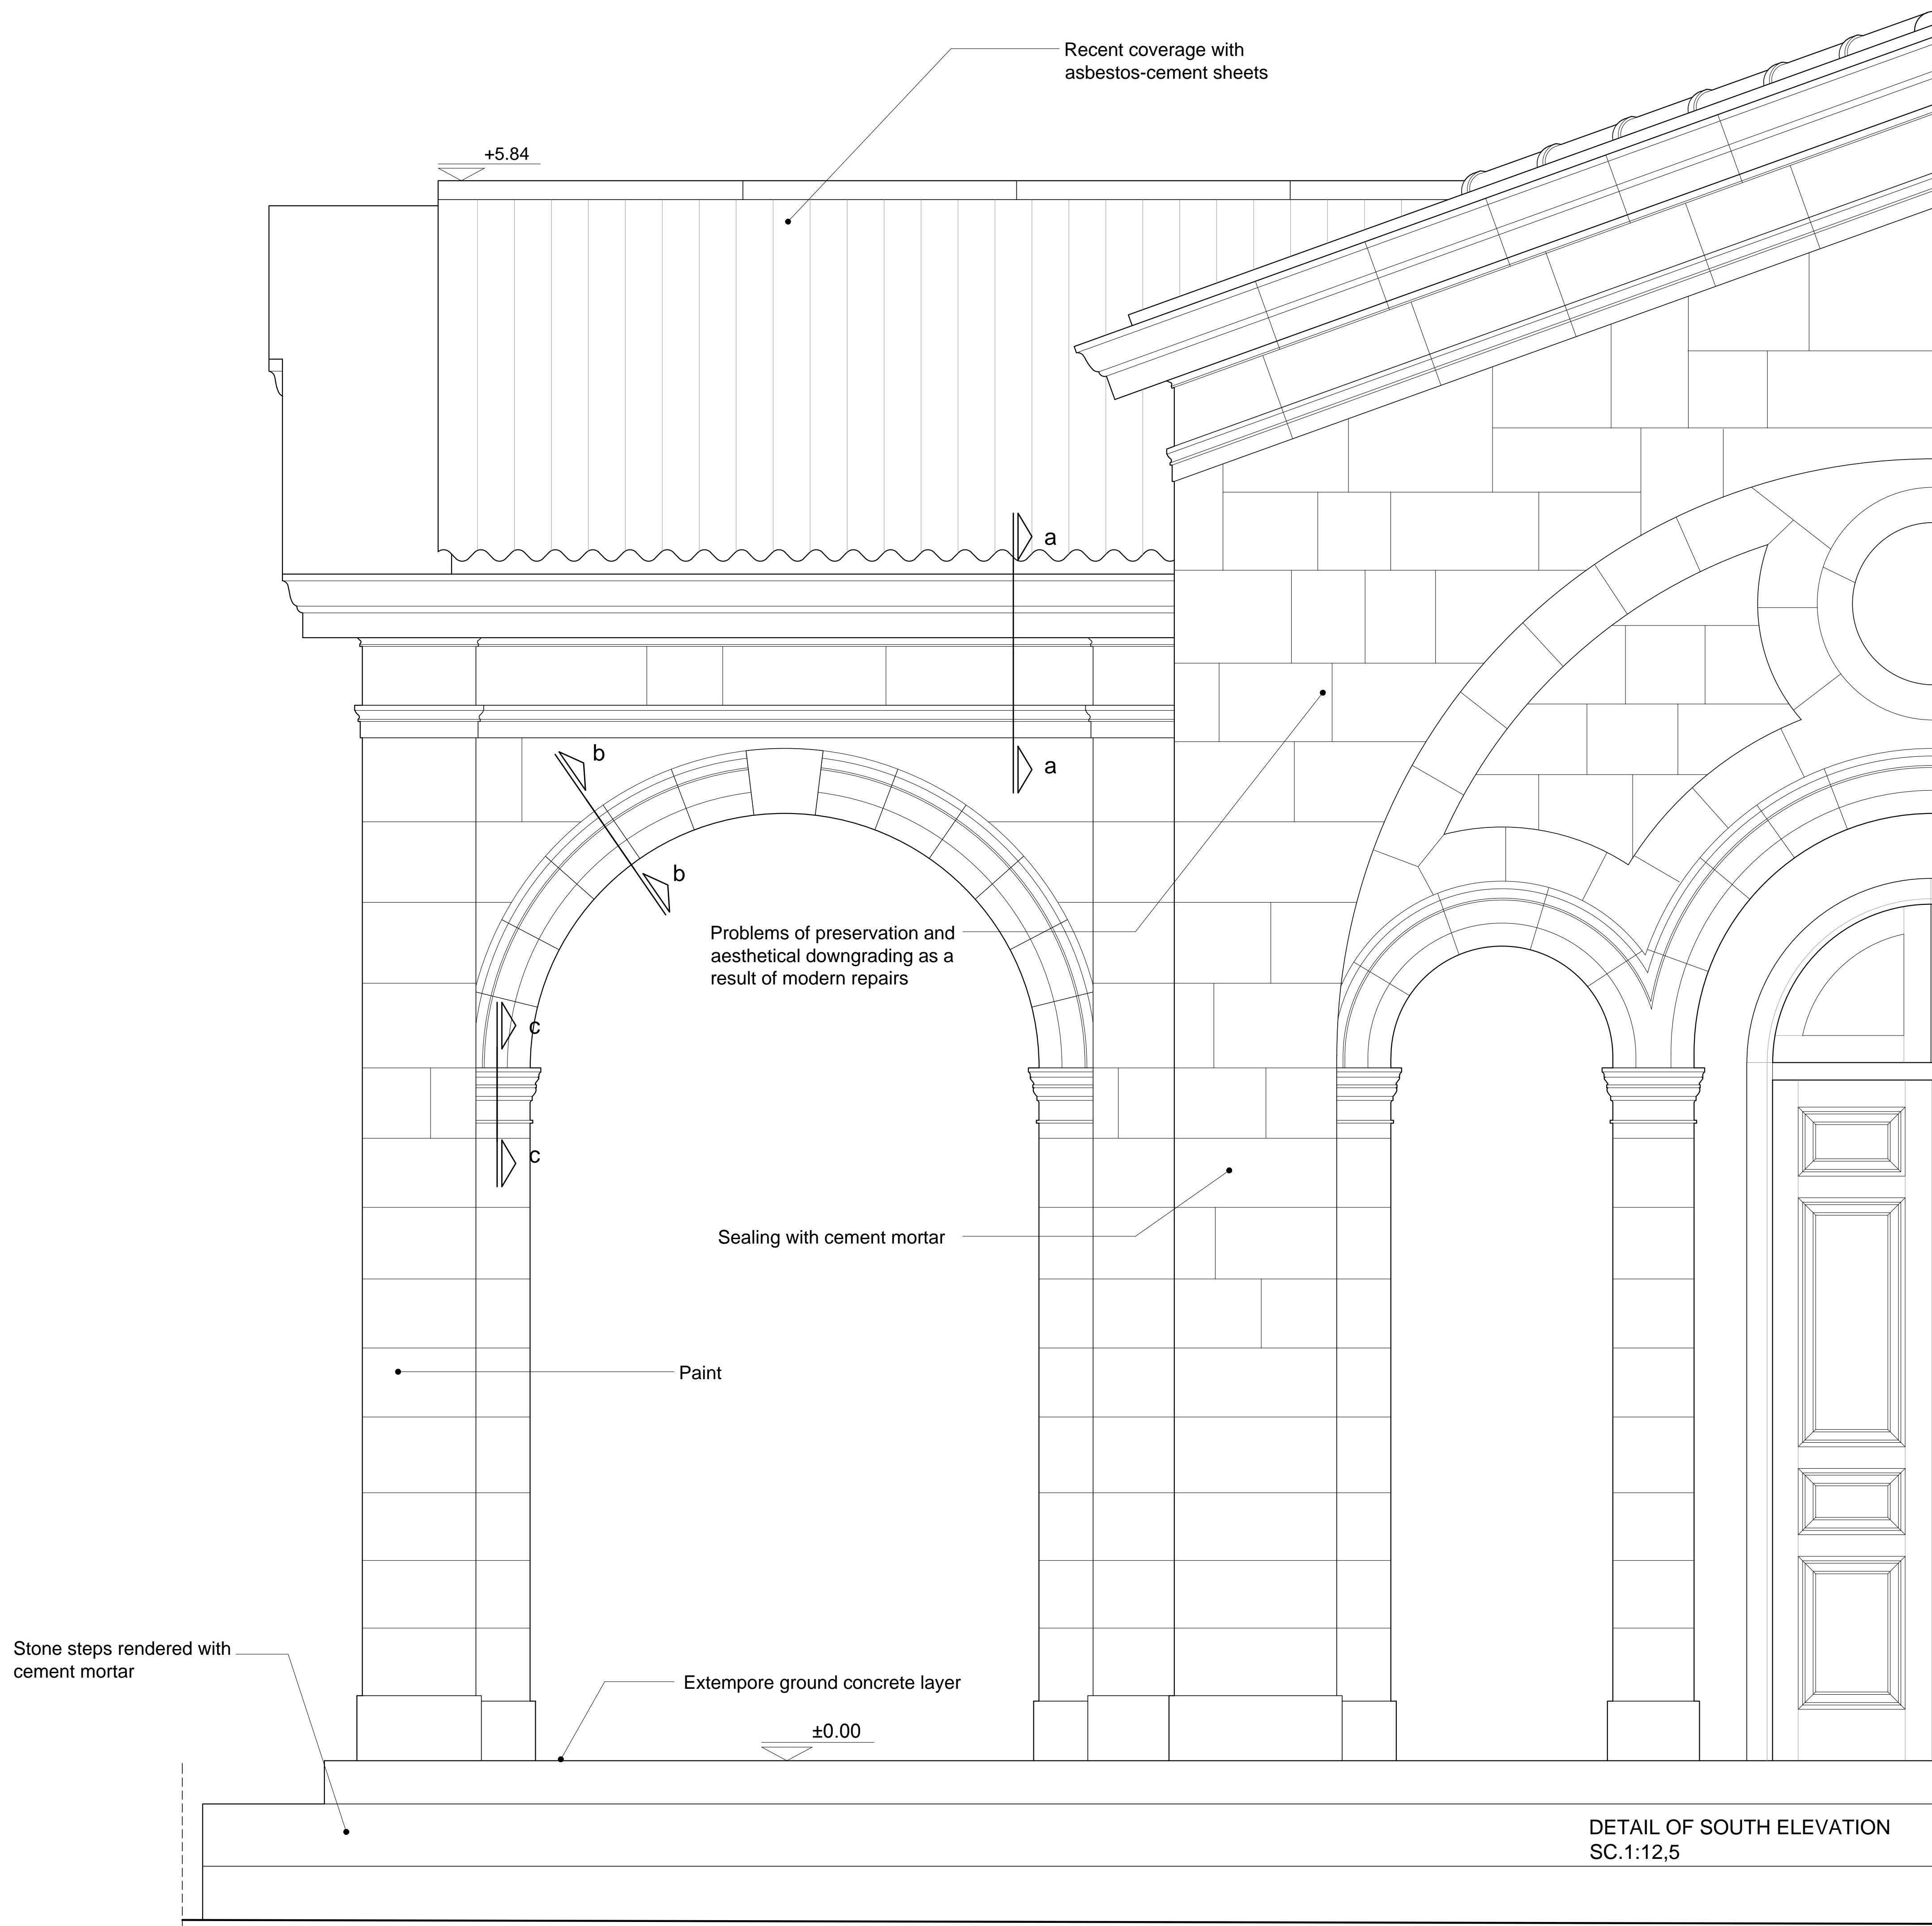 Recent coverage with
asbestos-cement sheets
+5.84
a
a
b
b
Problems of preservation and
aesthetical downgrading as a
result of modern repairs
c
c
Sealing with cement mortar
Paint
Stone steps rendered with
cement mortar
Extempore ground concrete layer
±0.00
DETAIL OF SOUTH ELEVATION
SC.1:12,5